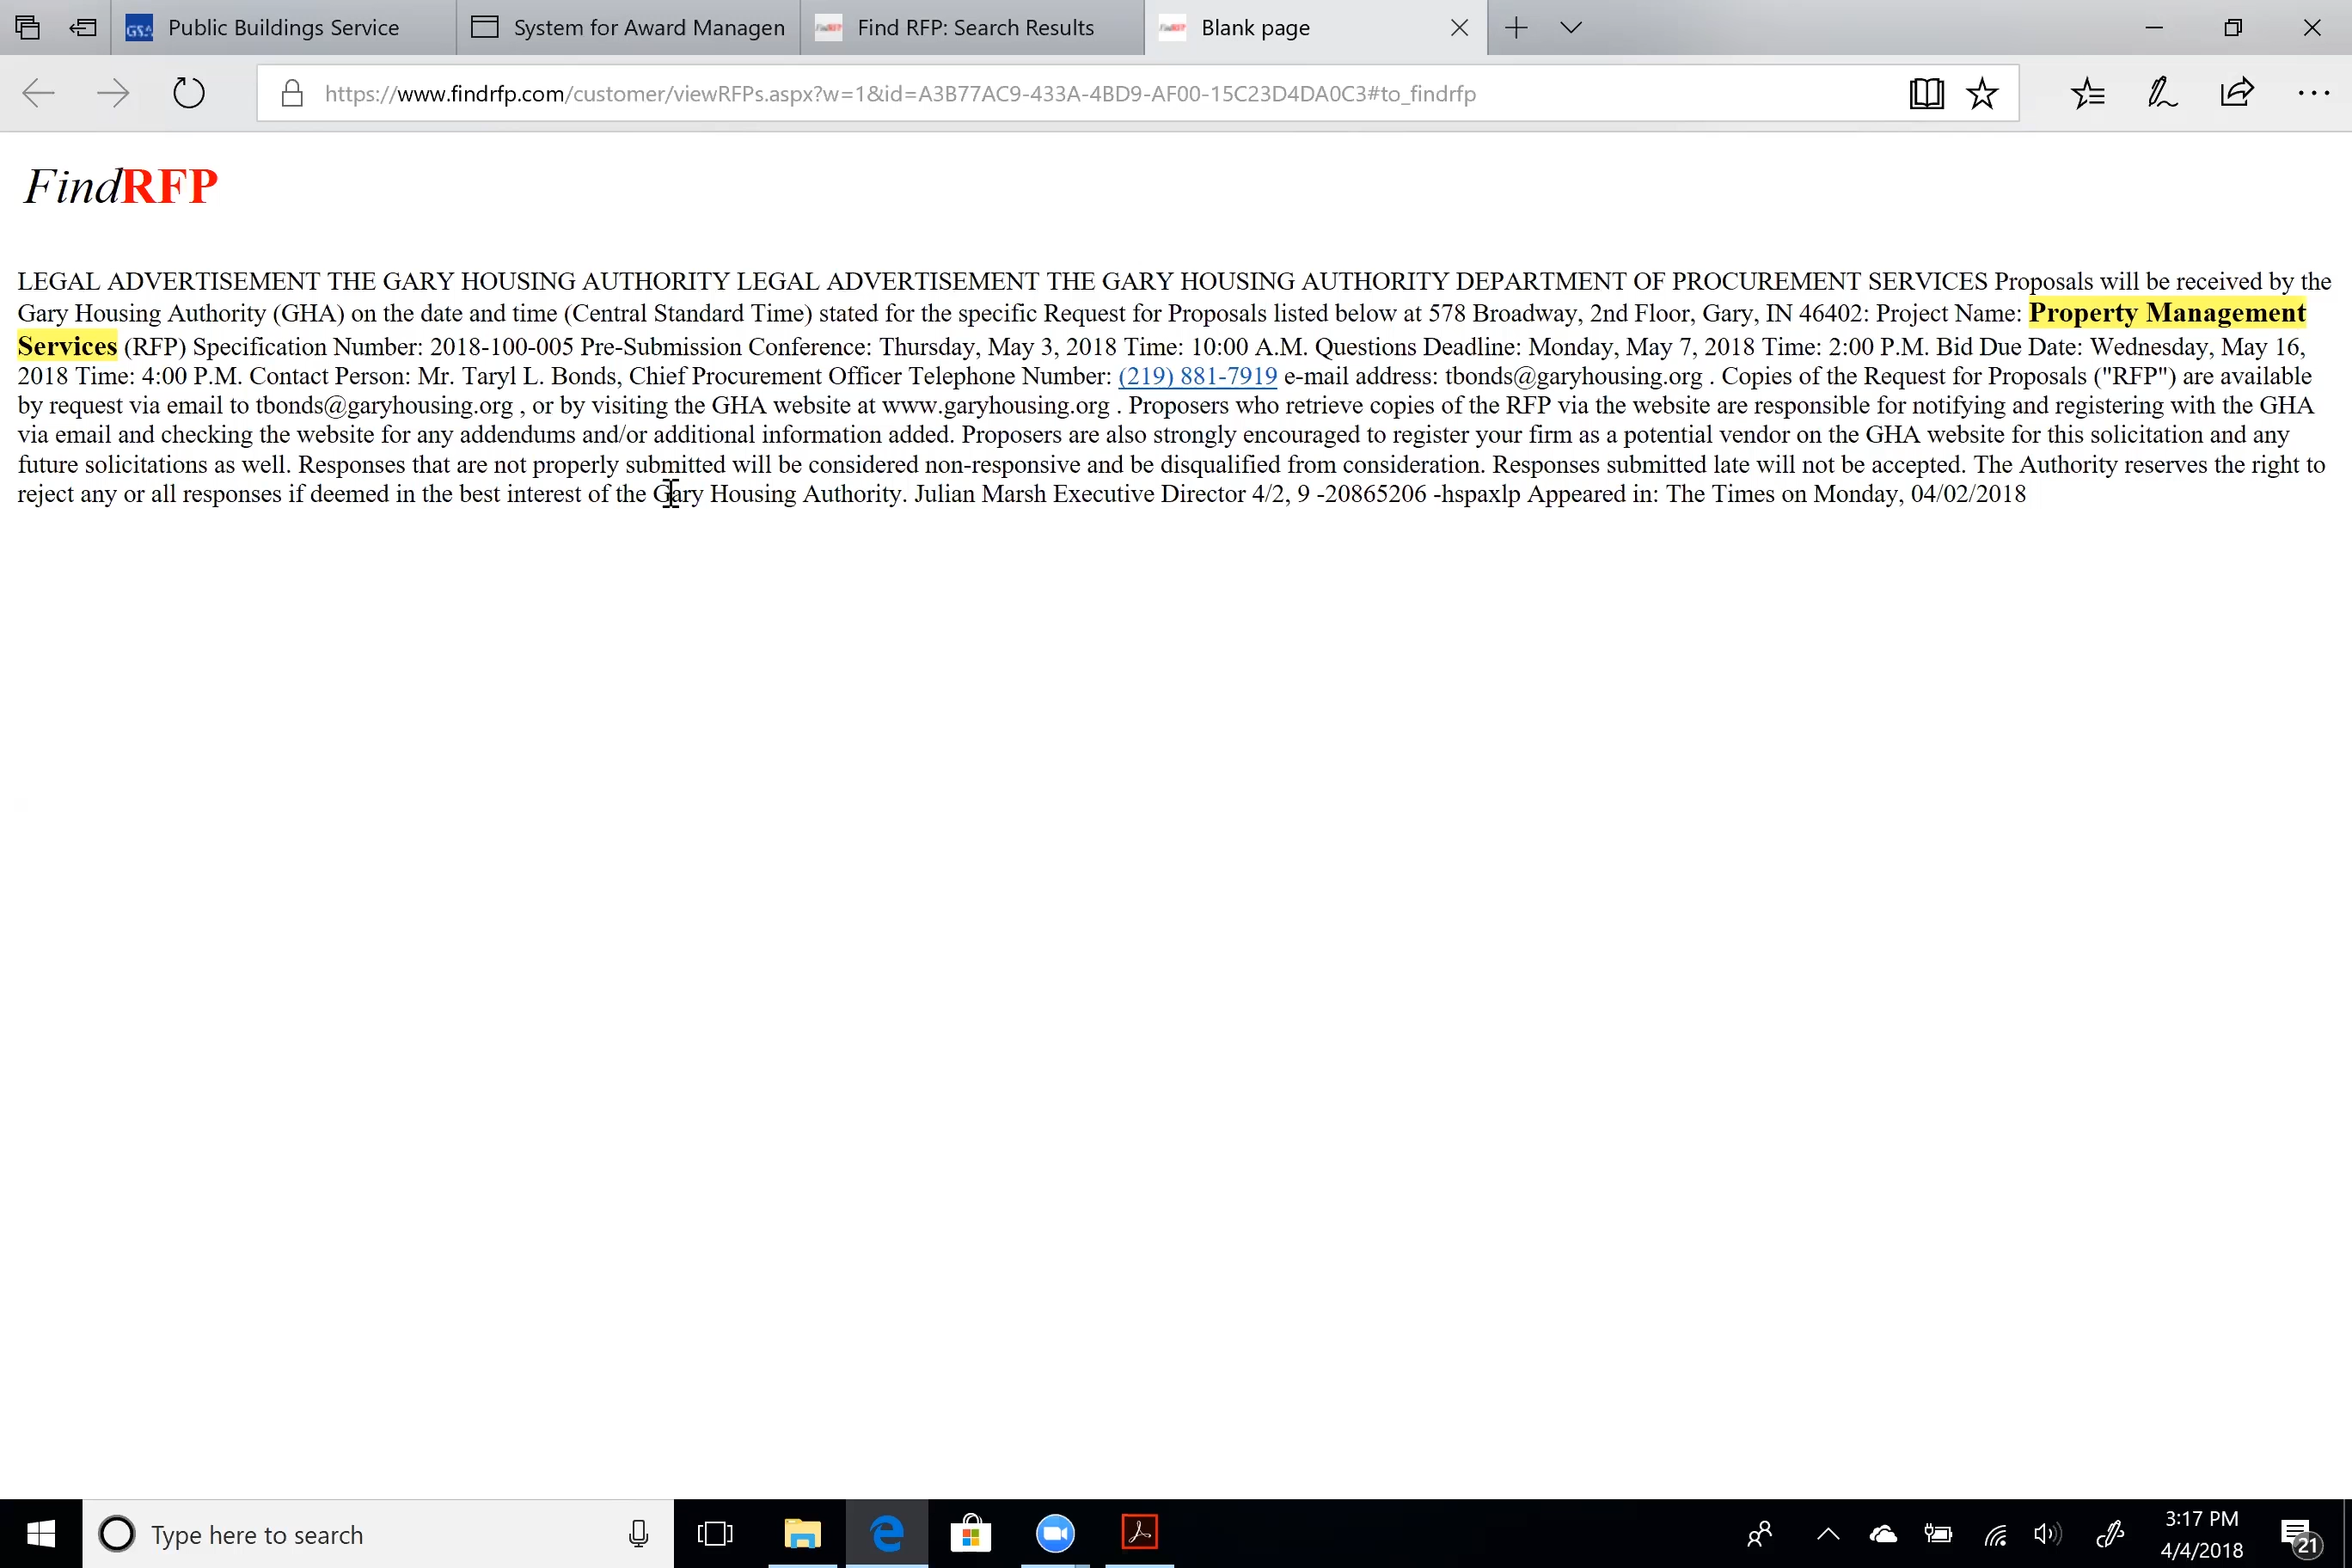 Public Buildings Service
System for Award Managen
Find RFP: Search Results
Blank page
https://www.findrfp.com/customer/viewRFPs.aspx?w=1&id=A3B77AC9-433A-4BD9-AF00-15C23D4DA0C3#to_findrfp
FindRFP
LEGAL ADVERTISEMENT THE GARY HOUSING AUTHORITY LEGAL ADVERTISEMENT THE GARY HOUSING AUTHORITY DEPARTMENT OF PROCUREMENT SERVICES Proposals will be received by the
Gary Housing Authority (GHA) on the date and time (Central Standard Time) stated for the specific Request for Proposals listed below at 578 Broadway, 2nd Floor, Gary, IN 46402: Project Name: Property Management
Services (RFP) Specification Number: 2018-100-005 Pre-Submission Conference: Thursday, May 3, 2018 Time: 10:00 A.M. Questions Deadline: Monday, May 7, 2018 Time: 2:00 P.M. Bid Due Date: Wednesday, May 16,
2018 Time: 4:00 P.M. Contact Person: Mr. Taryl L. Bonds, Chief Procurement Officer Telephone Number: (219) 881-7919 e-mail address: tbonds@garyhousing.org . Copies of the Request for Proposals ("RFP") are available
by request via email to tbonds@garyhousing.org , or by visiting the GHA website at www.garyhousing.org . Proposers who retrieve copies of the RFP via the website are responsible for notifying and registering with the GHA
via email and checking the website for any addendums and/or additional information added. Proposers are also strongly encouraged to register your firm as a potential vendor on the GHA website for this solicitation and any
future solicitations as well. Responses that are not properly submitted will be considered non-responsive and be disqualified from consideration. Responses submitted late will not be accepted. The Authority reserves the right to
reject any or all responses if deemed in the best interest of the Gary Housing Authority. Julian Marsh Executive Director 4/2, 9 -20865206 -hspaxlp Appeared in: The Times on Monday, 04/02/2018
Type here to search
3:17 PM
4/4/2018
21